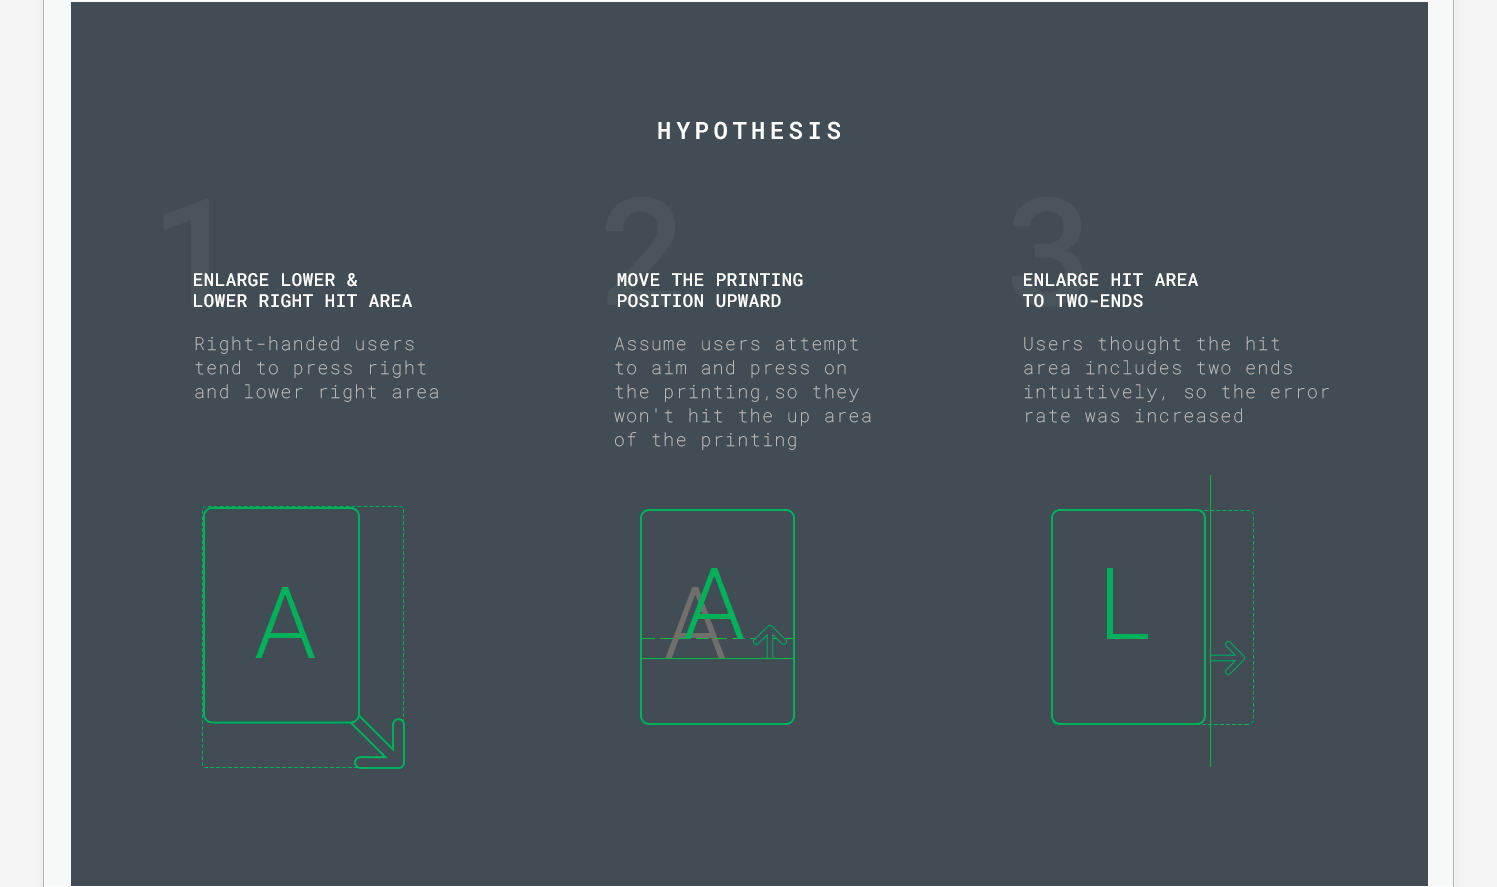 HYPOTHESIS
1
ENLARGE LOWER &
LOWER RIGHT HIT AREA
Right-handed users
tend to press right
and lower right area
A
2
MOVE THE PRINTING
POSITION UPWARD
Assume users attempt
to aim and press on
the printing,so they
won't hit the up area
of the printing
A
A
3
ENLARGE HIT AREA
TO TWO-ENDS
Users thought the hit
area includes two ends
intuitively, so the error
rate was increased
L